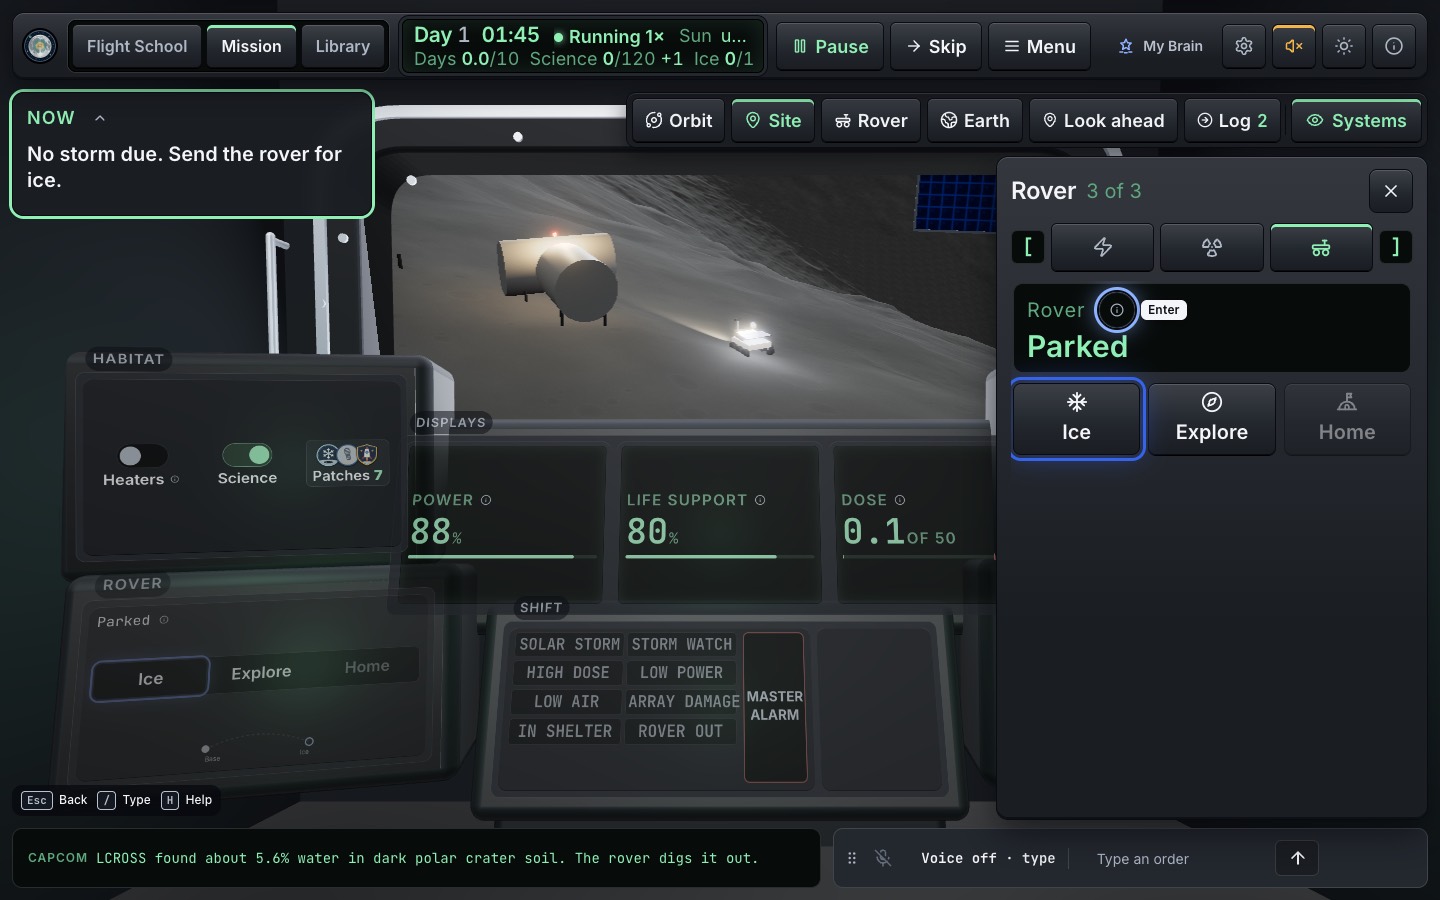 Flight School Mission Library
Day 1 01:45 Running 1× Sun u...
Days 0.0/10 Science 0/120 +1 Ice 0/1
Pause Skip Menu My Brain
NOW
No storm due. Send the rover for
ice.
Orbit Site Rover Earth Look ahead Log 2 Systems
Rover 3 of 3
[ ]
Rover Enter
Parked
Ice Explore Home
HABITAT
Heaters Science Patches 7
DISPLAYS
POWER LIFE SUPPORT DOSE
88% 80% 0.1 OF 50
ROVER
Parked
Ice Explore Home
Base Ice
SHIFT
SOLAR STORM STORM WATCH
HIGH DOSE LOW POWER
LOW AIR ARRAY DAMAGE
IN SHELTER ROVER OUT
MASTER
ALARM
Esc Back / Type H Help
CAPCOM LCROSS found about 5.6% water in dark polar crater soil. The rover digs it out.
Voice off · type Type an order